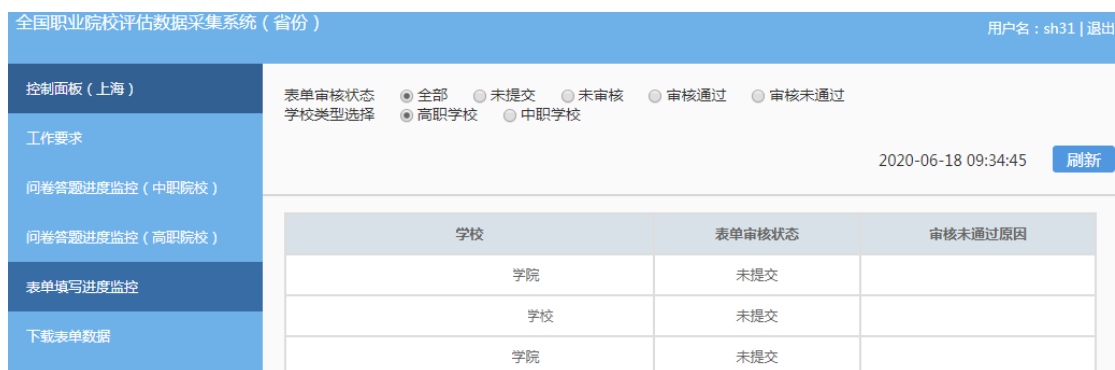 全国职业院校评估数据采集系统（省份）
用户名：sh31 | 退出
控制面板（上海）
工作要求
问卷答题进度监控（中职院校）
问卷答题进度监控（高职院校）
表单填写进度监控
下载表单数据
表单审核状态 全部 未提交 未审核 审核通过 审核未通过
学校类型选择 高职学校 中职学校
2020-06-18 09:34:45 刷新
学校 表单审核状态 审核未通过原因
学院 未提交
学校 未提交
学院 未提交